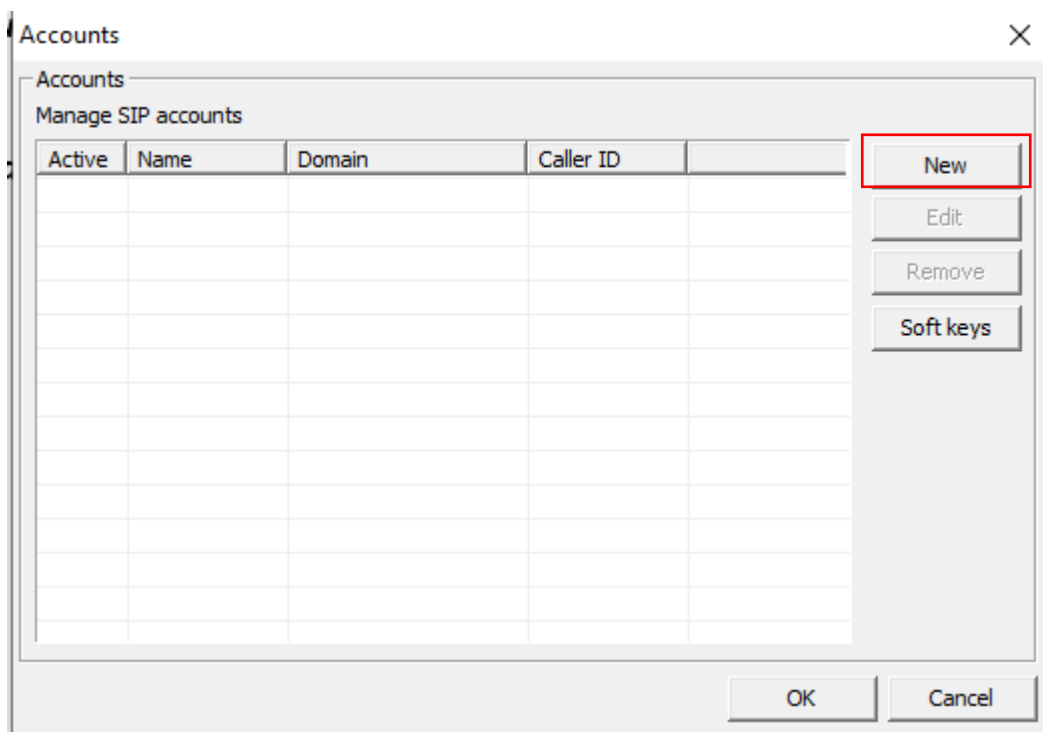 Accounts
Accounts
Manage SIP accounts
Active Name Domain Caller ID
New
Edit
Remove
Soft keys
OK Cancel